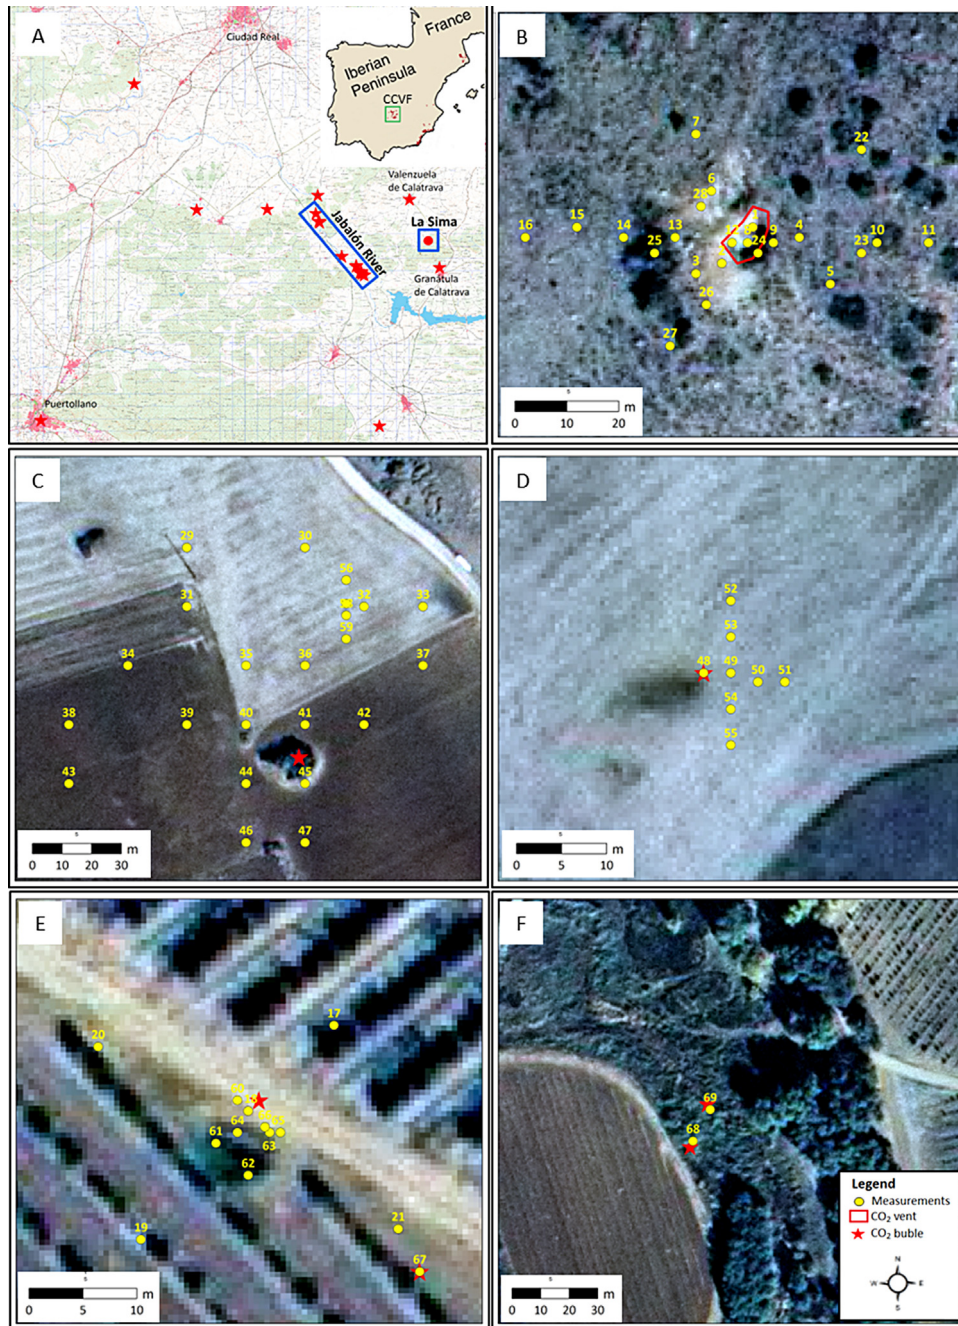 A
Ciudad Real
France
Iberian
Peninsula
CCVF
Valenzuela
de Calatrava
La Sima
Jabalón River
Granátula
de Calatrava
Puertollano
B
7
22
6
28
16
15
14
13
4
10
11
8
9
25
24
23
3
5
26
27
0 10 20 m
C
29
30
56
31
32
33
59
34
35
36
37
38
39
40
41
42
43
44
45
46
47
0 10 20 30 m
D
52
53
48
49
50
51
54
55
0 5 10 m
E
17
20
60
64
61
63
62
19
21
67
0 5 10 m
F
69
68
0 10 20 30 m
Legend
Measurements
CO₂ vent
CO₂ buble
N
W
E
S